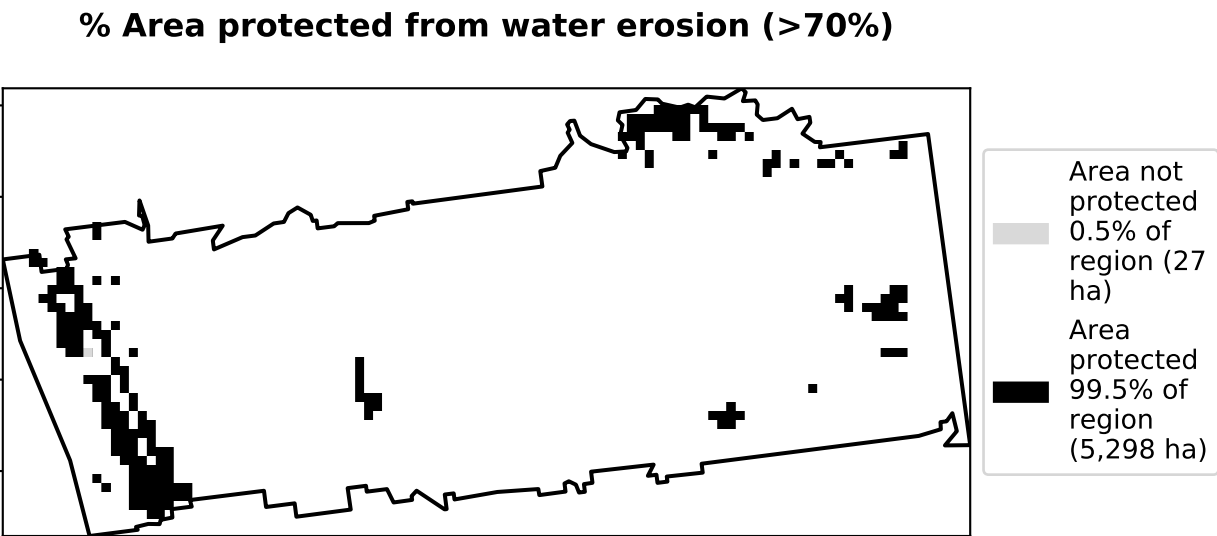 % Area protected from water erosion (>70%)
Area not
protected
0.5% of
region (27
ha)
Area
protected
99.5% of
region
(5,298 ha)